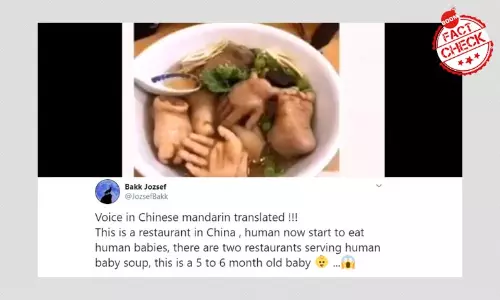 BOOM
FACT
CHECK
Bakk Jozsef
@JozsefBakk
Voice in Chinese mandarin translated !!!
This is a restaurant in China , human now start to eat
human babies, there are two restaurants serving human
baby soup, this is a 5 to 6 month old baby 👶 ...😱